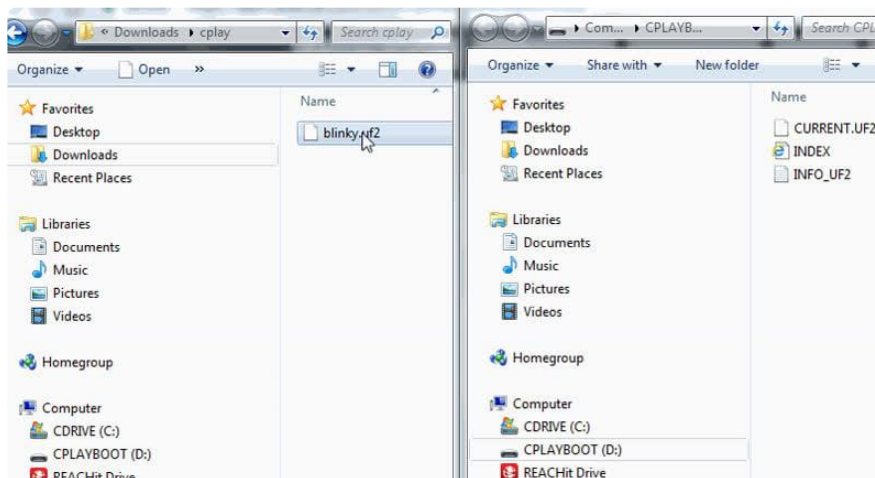 « Downloads cplay
Search cplay
Organize
Open
»
Favorites
Desktop
Downloads
Recent Places
Libraries
Documents
Music
Pictures
Videos
Homegroup
Computer
CDRIVE (C:)
CPLAYBOOT (D:)
REACHit Drive
Name
blinky.uf2
Com... CPLAYB...
Search CPL
Organize
Share with
New folder
Favorites
Desktop
Downloads
Recent Places
Libraries
Documents
Music
Pictures
Videos
Homegroup
Computer
CDRIVE (C:)
CPLAYBOOT (D:)
REACHit Drive
Name
CURRENT.UF2
INDEX
INFO_UF2